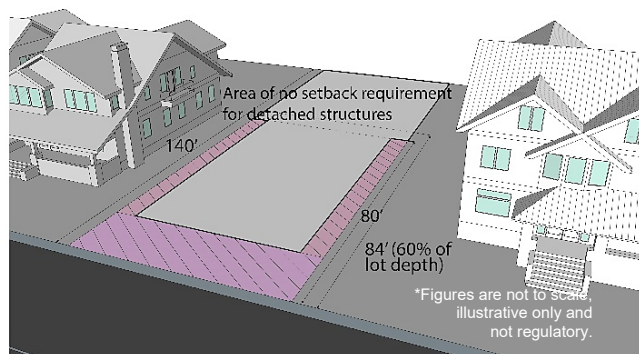 Area of no setback requirement
for detached structures
140'
80'
84' (60% of
lot depth)
*Figures are not to scale,
illustrative only and
not regulatory.